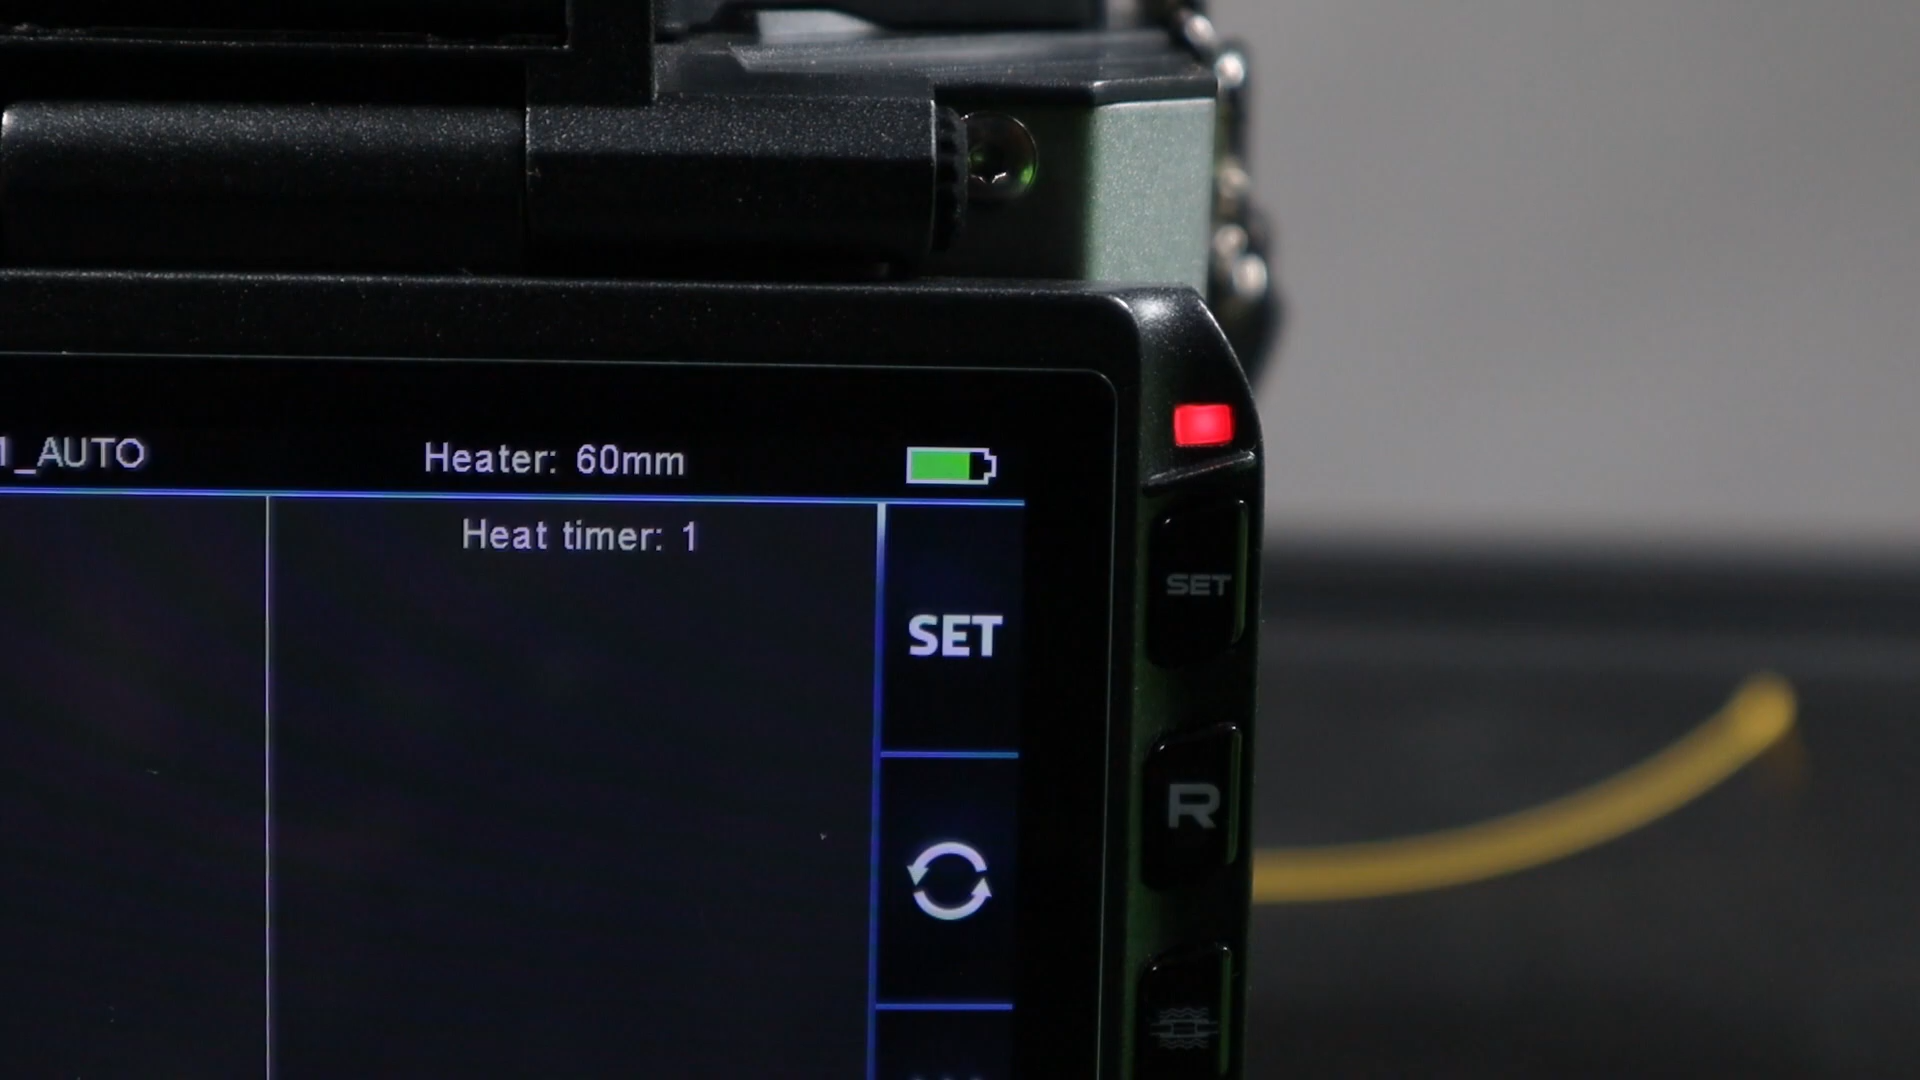 _AUTO
Heater: 60mm
Heat timer: 1
SET
SET
R